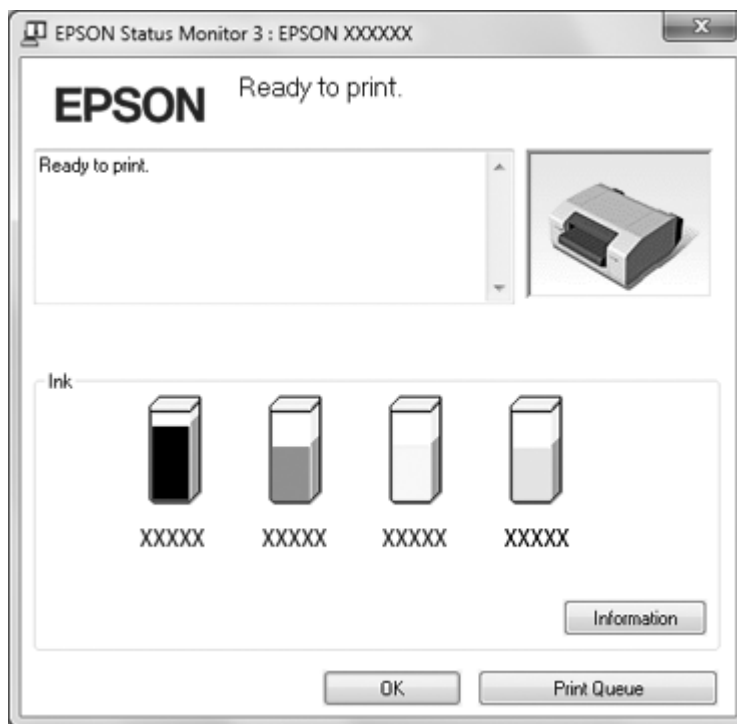 EPSON Status Monitor 3 : EPSON XXXXXX
EPSON
Ready to print.
Ready to print.
Ink
XXXXX XXXXX XXXXX XXXXX
Information
OK Print Queue